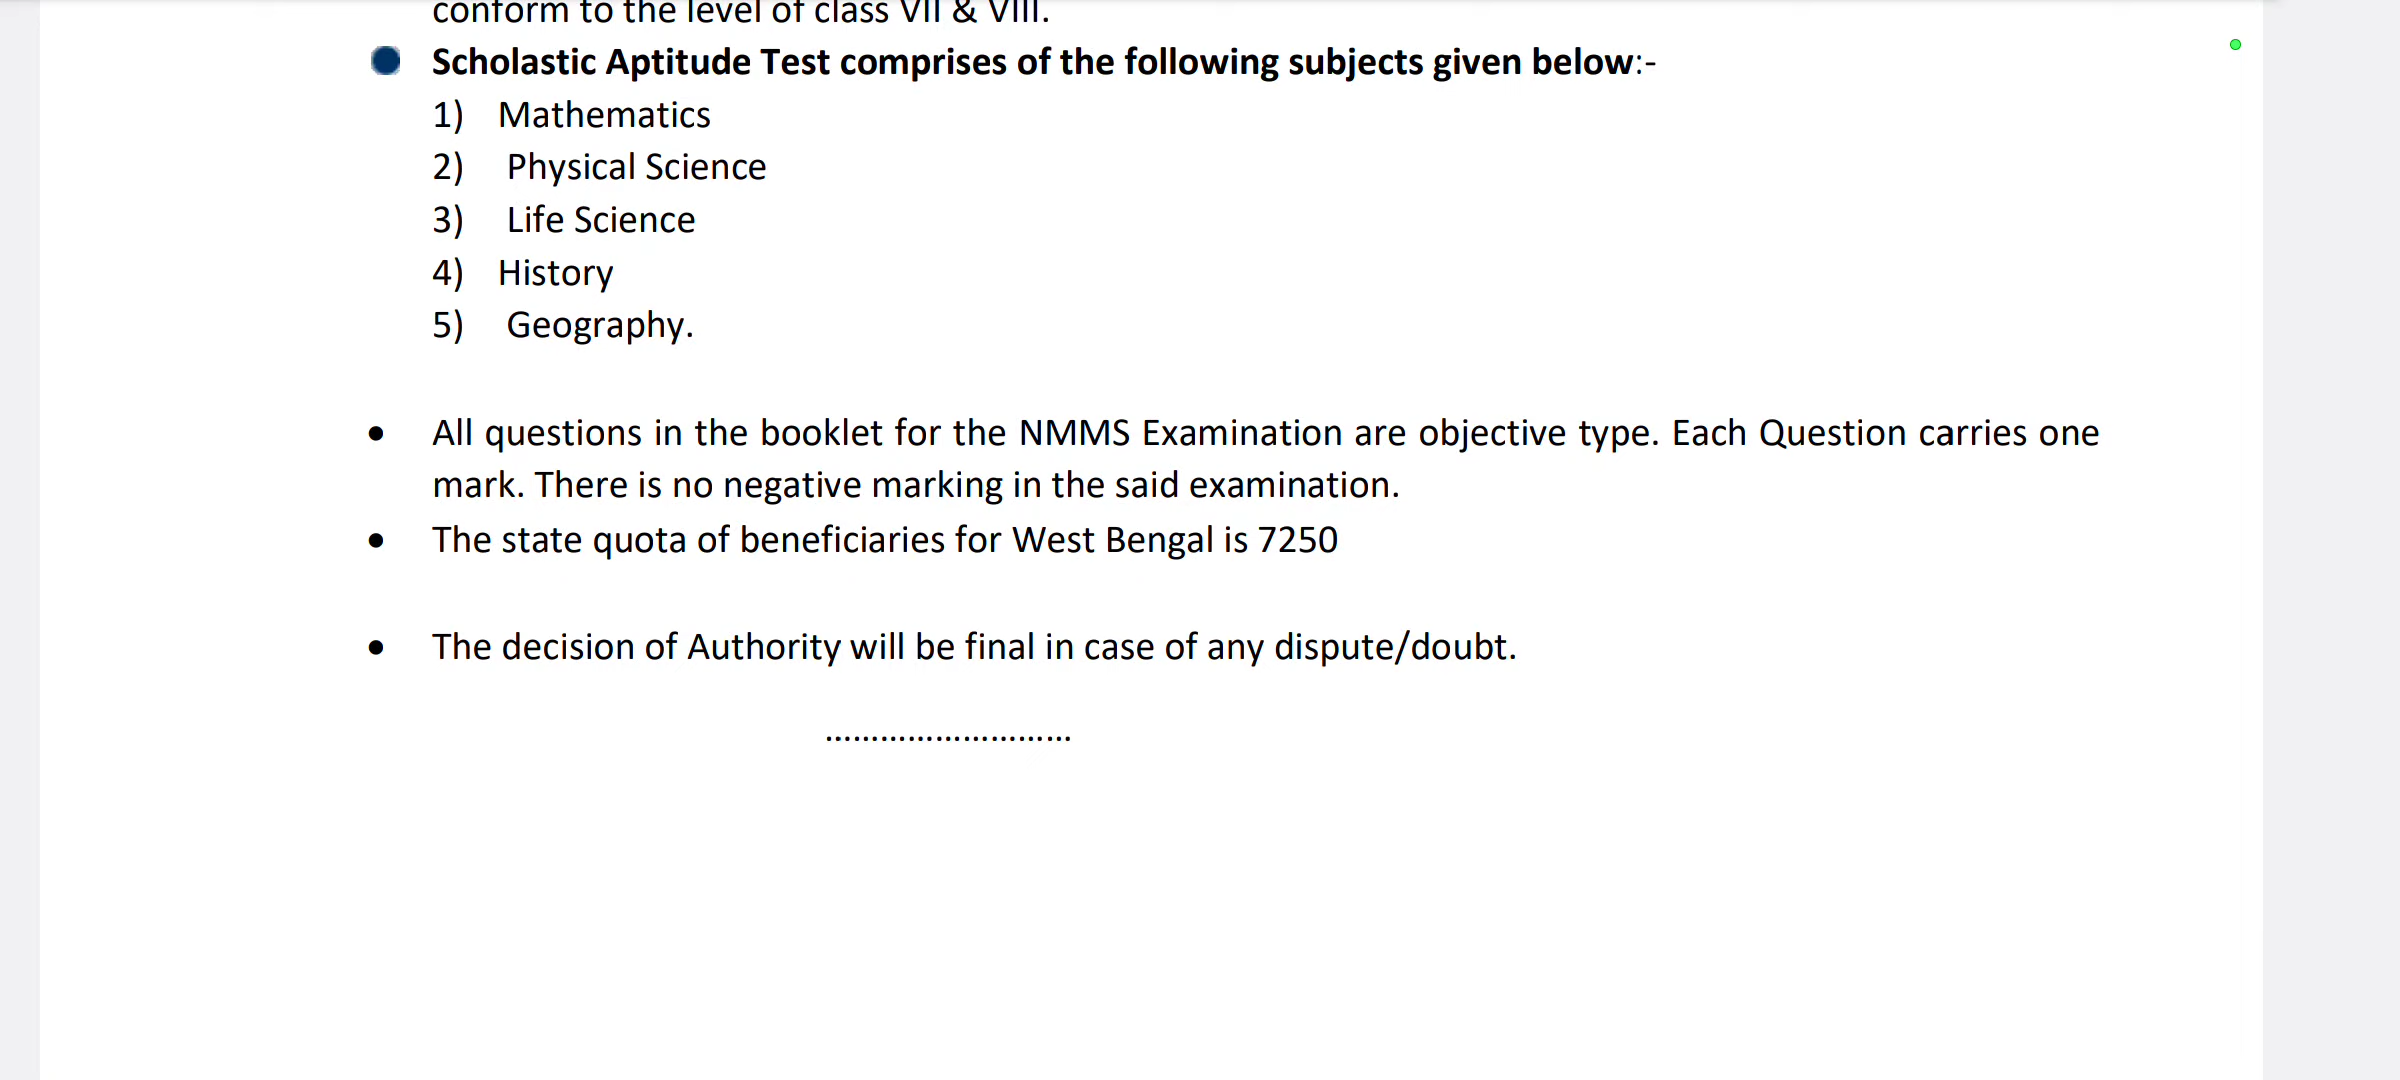 conform to the level of class VII & VIII.
Scholastic Aptitude Test comprises of the following subjects given below:-
1) Mathematics
2) Physical Science
3) Life Science
4) History
5) Geography.
• All questions in the booklet for the NMMS Examination are objective type. Each Question carries one
mark. There is no negative marking in the said examination.
• The state quota of beneficiaries for West Bengal is 7250
• The decision of Authority will be final in case of any dispute/doubt.
...........................